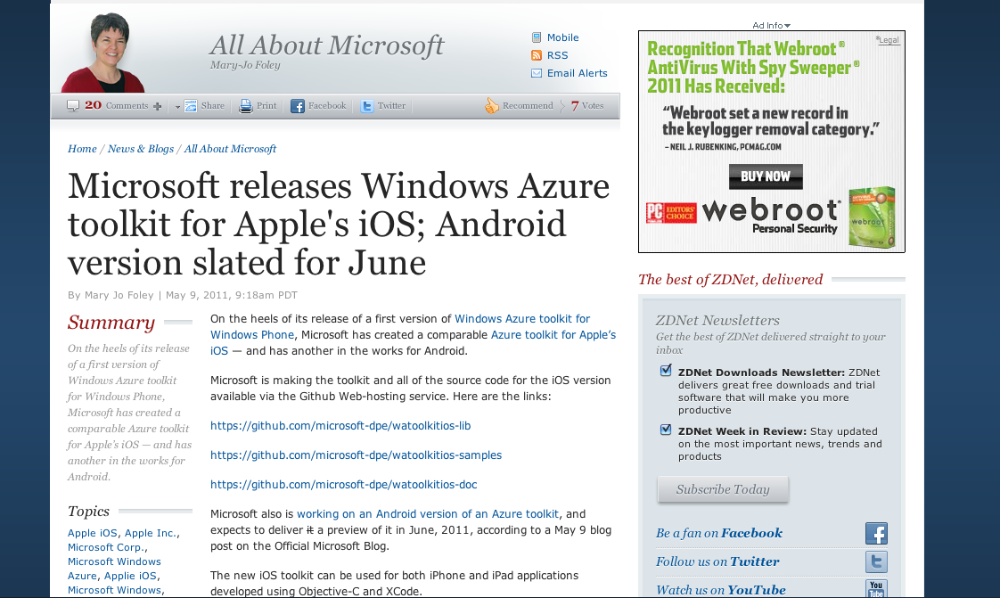 All About Microsoft
Mary-Jo Foley
Mobile
RSS
Email Alerts
20 Comments
Share
Print
Facebook
Twitter
Recommend
7 Votes
Home / News & Blogs / All About Microsoft
Microsoft releases Windows Azure
toolkit for Apple's iOS; Android
version slated for June
By Mary Jo Foley | May 9, 2011, 9:18am PDT
Summary
On the heels of its release
of a first version of
Windows Azure toolkit
for Windows Phone,
Microsoft has created a
comparable Azure toolkit
for Apple's iOS — and has
another in the works for
Android.
Topics
Apple iOS, Apple Inc.,
Microsoft Corp.,
Microsoft Windows
Azure, Applie iOS,
Microsoft Windows,
On the heels of its release of a first version of Windows Azure toolkit for
Windows Phone, Microsoft has created a comparable Azure toolkit for Apple's
iOS — and has another in the works for Android.
Microsoft is making the toolkit and all of the source code for the iOS version
available via the Github Web-hosting service. Here are the links:
https://github.com/microsoft-dpe/watoolkitios-lib
https://github.com/microsoft-dpe/watoolkitios-samples
https://github.com/microsoft-dpe/watoolkitios-doc
Microsoft also is working on an Android version of an Azure toolkit, and
expects to deliver it a preview of it in June, 2011, according to a May 9 blog
post on the Official Microsoft Blog.
The new iOS toolkit can be used for both iPhone and iPad applications
developed using Objective-C and XCode.
Ad Info
*Legal
Recognition That Webroot®
AntiVirus With Spy Sweeper®
2011 Has Received:
"Webroot set a new record in
the keylogger removal category."
– NEIL J. RUBENKING, PCMAG.COM
BUY NOW
PC EDITORS' CHOICE
webroot
Personal Security
webroot
The best of ZDNet, delivered
ZDNet Newsletters
Get the best of ZDNet delivered straight to your
inbox
ZDNet Downloads Newsletter: ZDNet
delivers great free downloads and trial
software that will make you more
productive
ZDNet Week in Review: Stay updated
on the most important news, trends and
products
Subscribe Today
Be a fan on Facebook
Follow us on Twitter
Watch us on YouTube
You
Tube